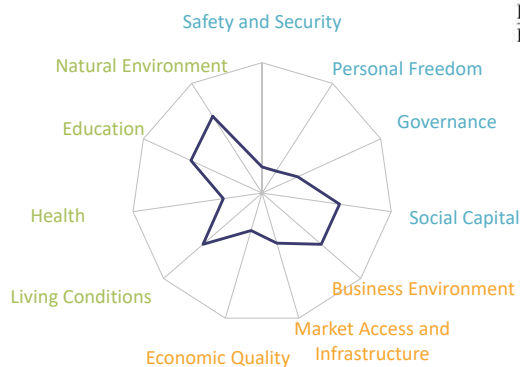 Safety and Security
Natural Environment
Personal Freedom
Education
Governance
Health
Social Capital
Living Conditions
Business Environment
Market Access and
Infrastructure
Economic Quality